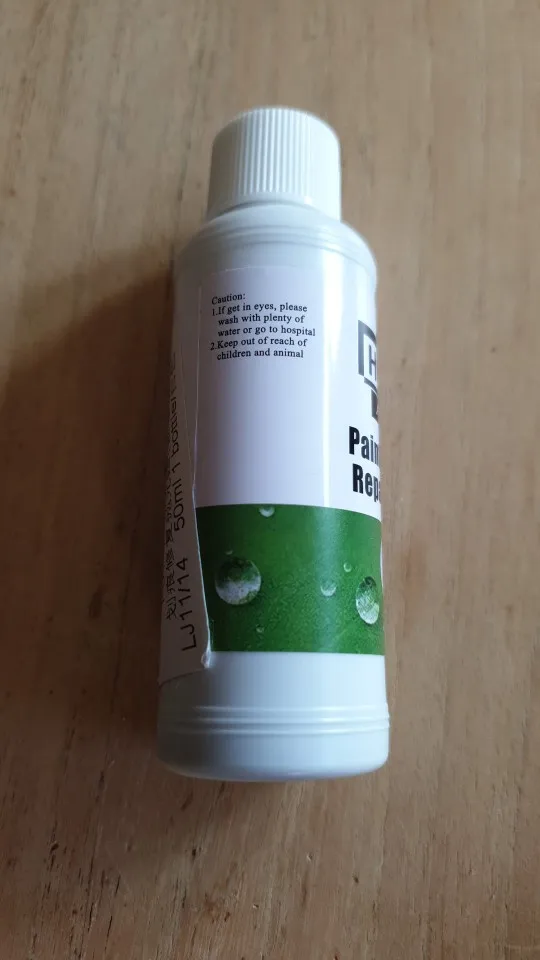 Caution:
1.If get in eyes, please
wash with plenty of
water or go to hospital
2.Keep out of reach of
children and animal
H
Pain
Repa
LJ11/14 50ml 1 bottle/